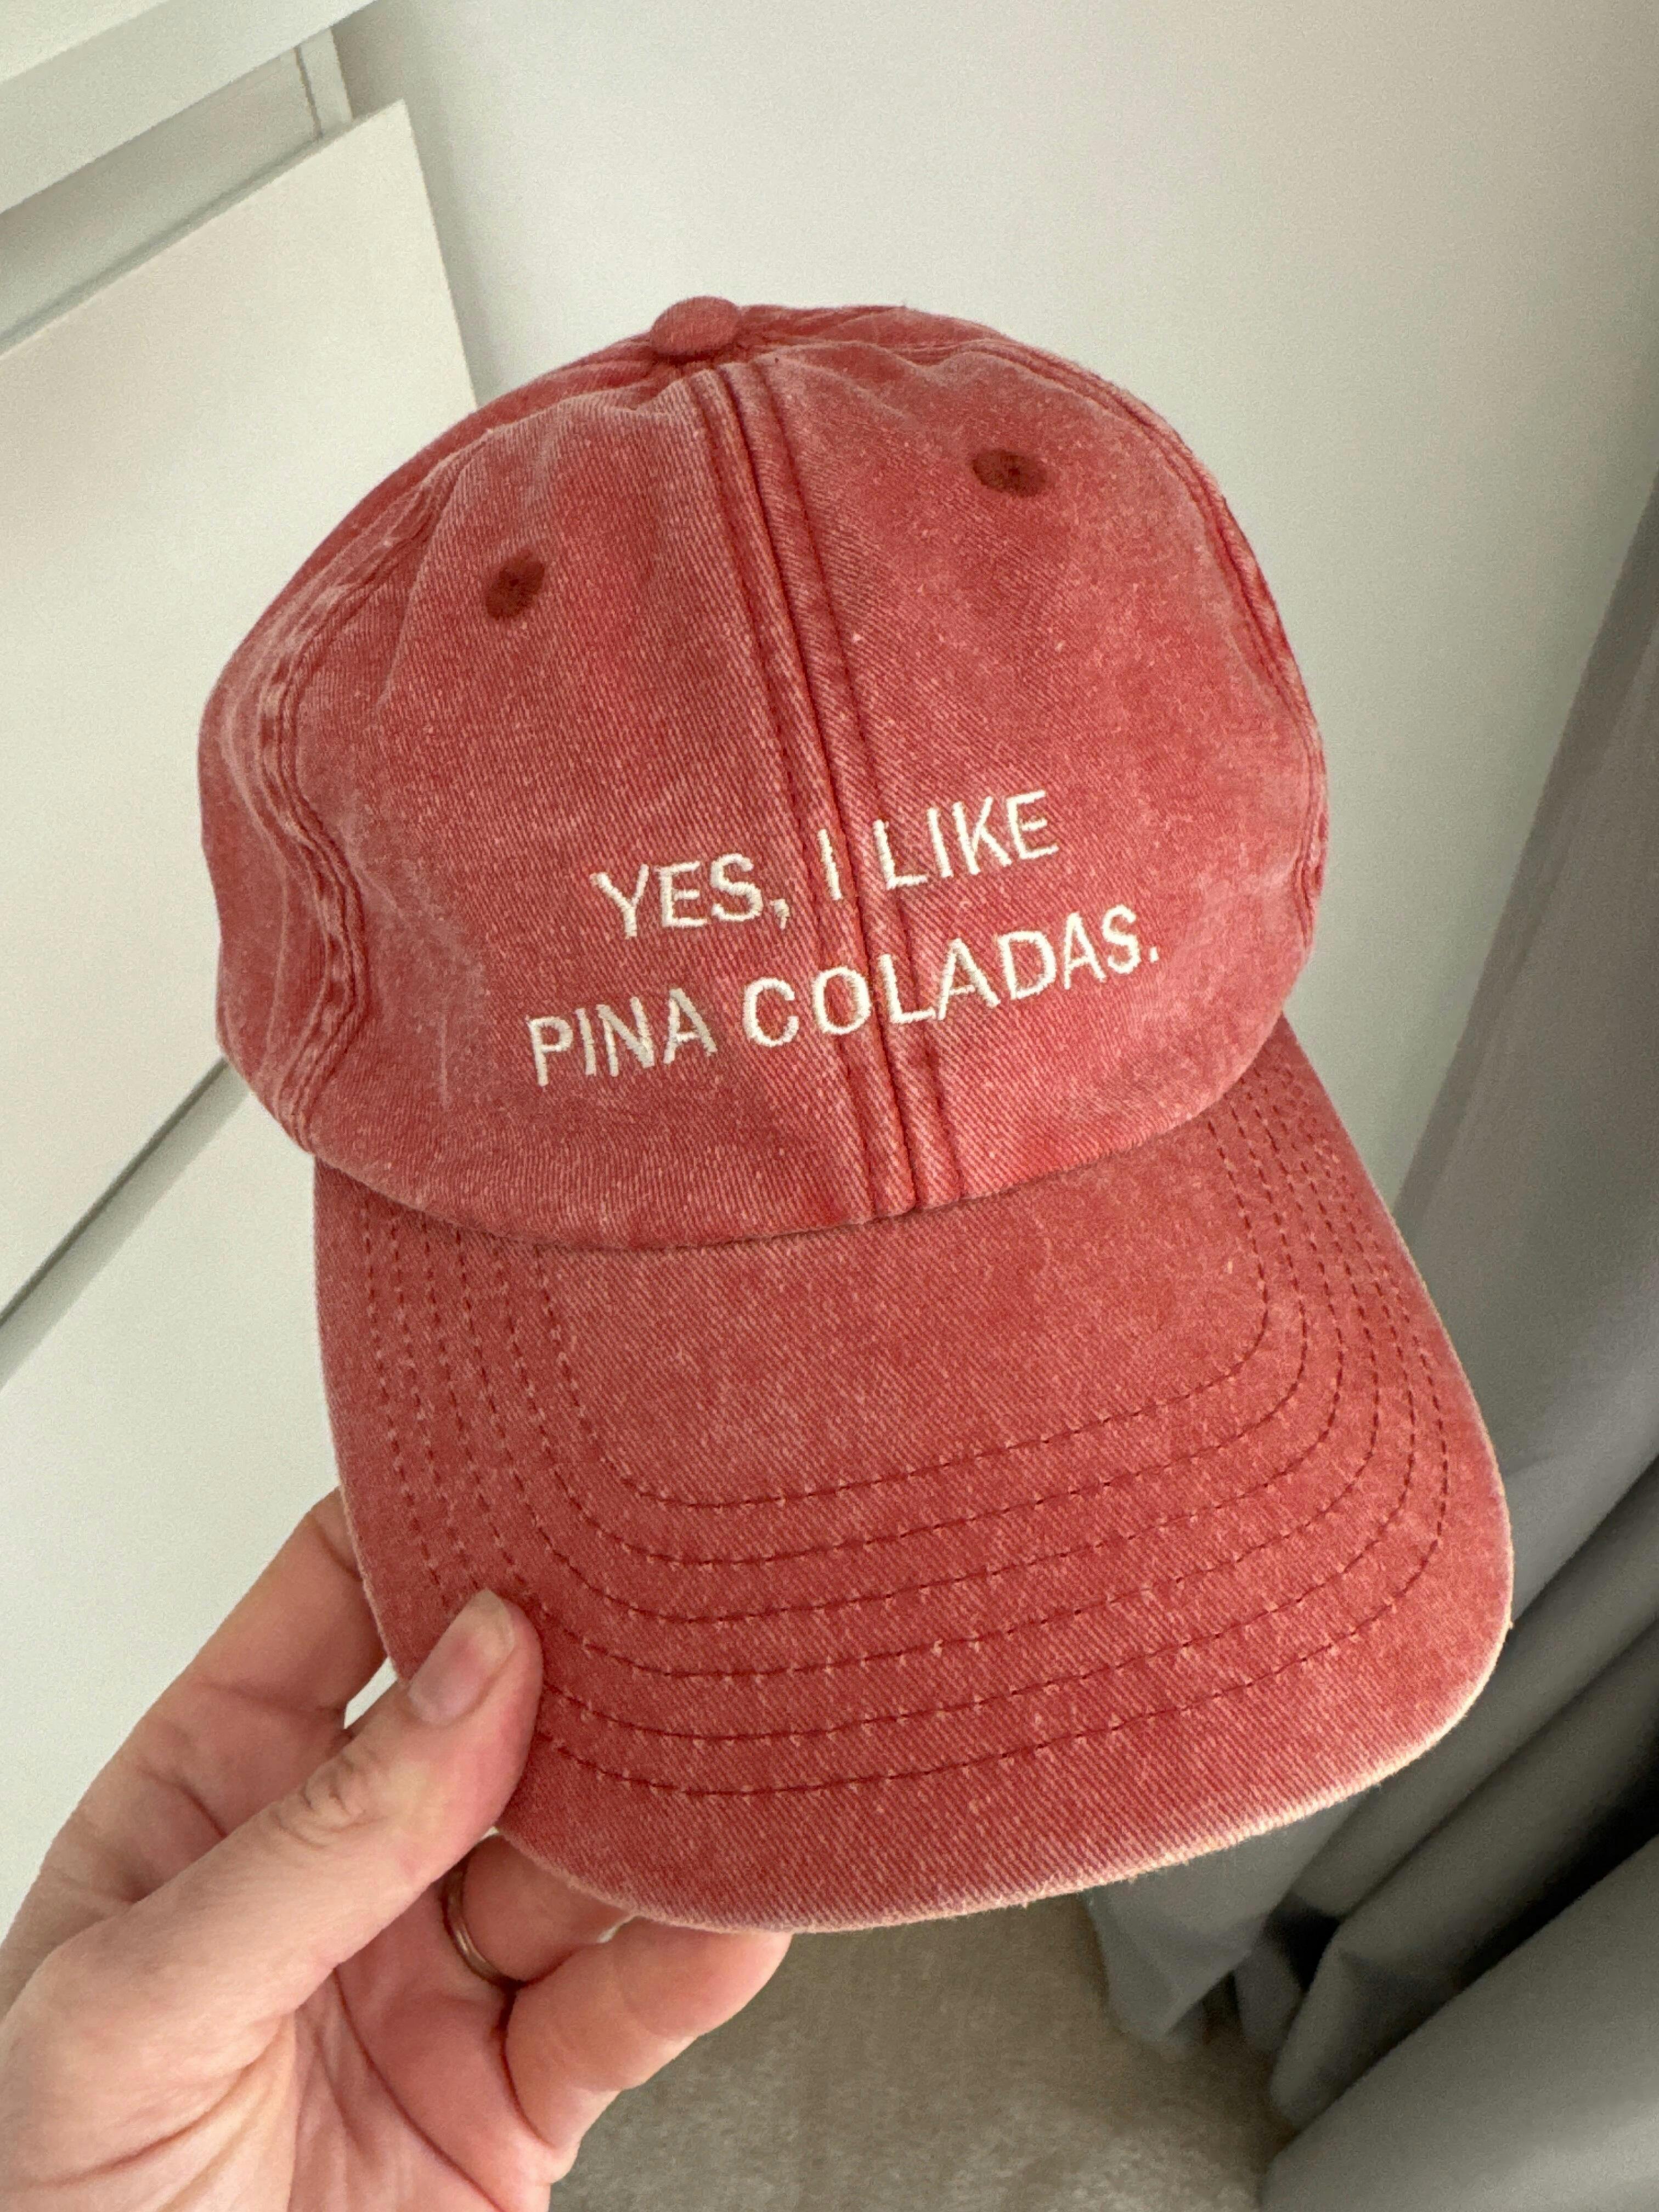 YES, I LIKE
PINA COLADAS.